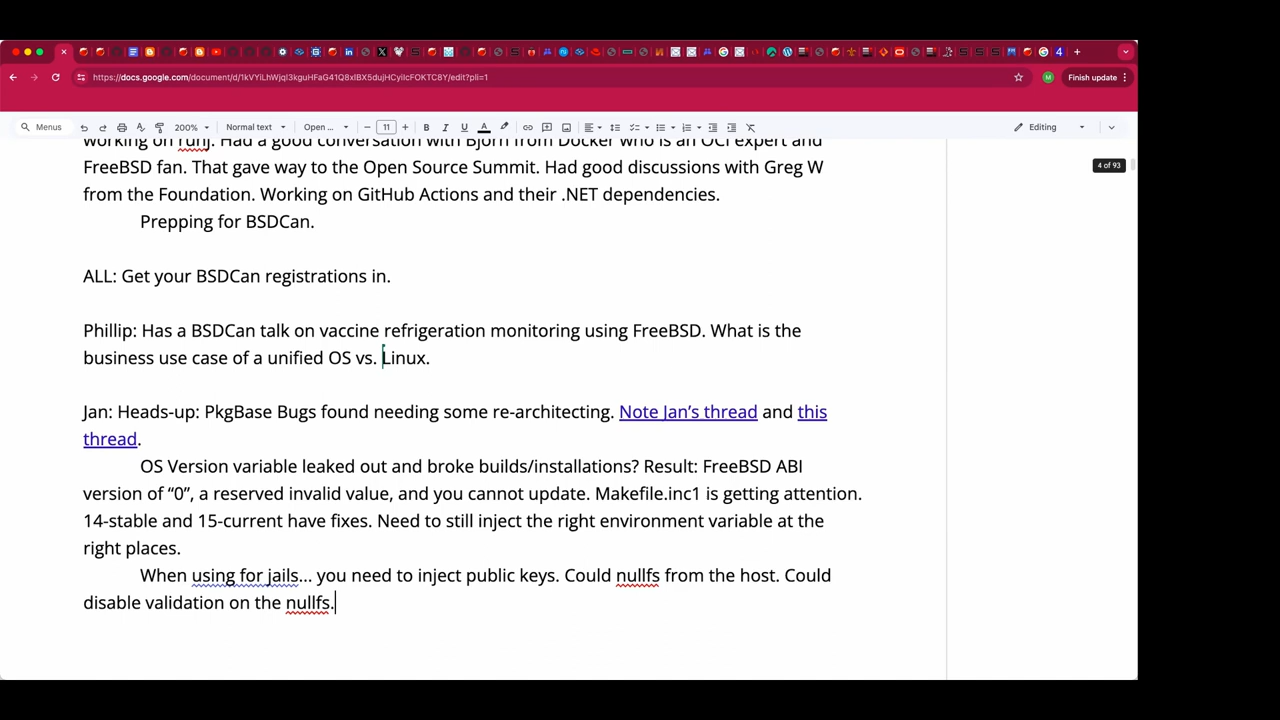 https://docs.google.com/document/d/1kVYiLhWjqI3kguHFaG41Q8xIBX5dujHCyiIcFOKTC8Y/edit?pli=1
M
Finish update
Menus
200%
Normal text
Open ...
11
Editing
working on runj. Had a good conversation with Bjorn from Docker who is an OCI expert and
4 of 93
FreeBSD fan. That gave way to the Open Source Summit. Had good discussions with Greg W
from the Foundation. Working on GitHub Actions and their .NET dependencies.
Prepping for BSDCan.
ALL: Get your BSDCan registrations in.
Phillip: Has a BSDCan talk on vaccine refrigeration monitoring using FreeBSD. What is the
business use case of a unified OS vs. Linux.
Jan: Heads-up: PkgBase Bugs found needing some re-architecting. Note Jan’s thread and this
thread.
OS Version variable leaked out and broke builds/installations? Result: FreeBSD ABI
version of “0”, a reserved invalid value, and you cannot update. Makefile.inc1 is getting attention.
14-stable and 15-current have fixes. Need to still inject the right environment variable at the
right places.
When using for jails... you need to inject public keys. Could nullfs from the host. Could
disable validation on the nullfs.